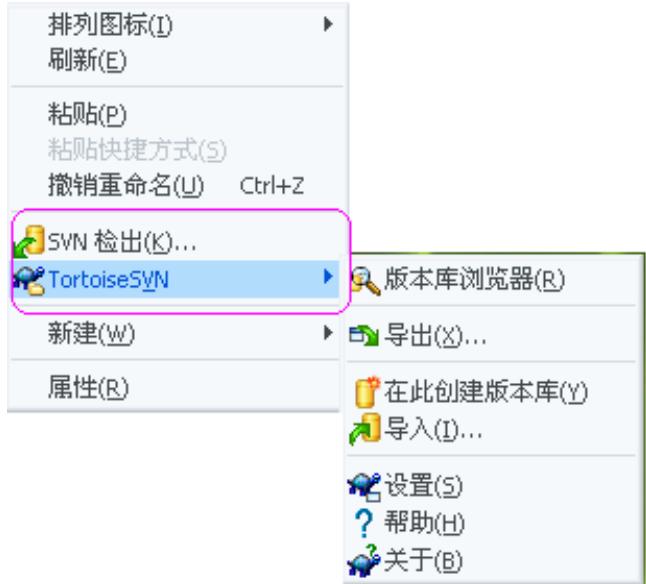 排列图标(I)
刷新(E)
粘贴(P)
粘贴快捷方式(S)
撤销重命名(U) Ctrl+Z
SVN 检出(K)...
TortoiseSVN
新建(W)
属性(R)
版本库浏览器(R)
导出(X)...
在此创建版本库(Y)
导入(I)...
设置(S)
帮助(H)
关于(B)